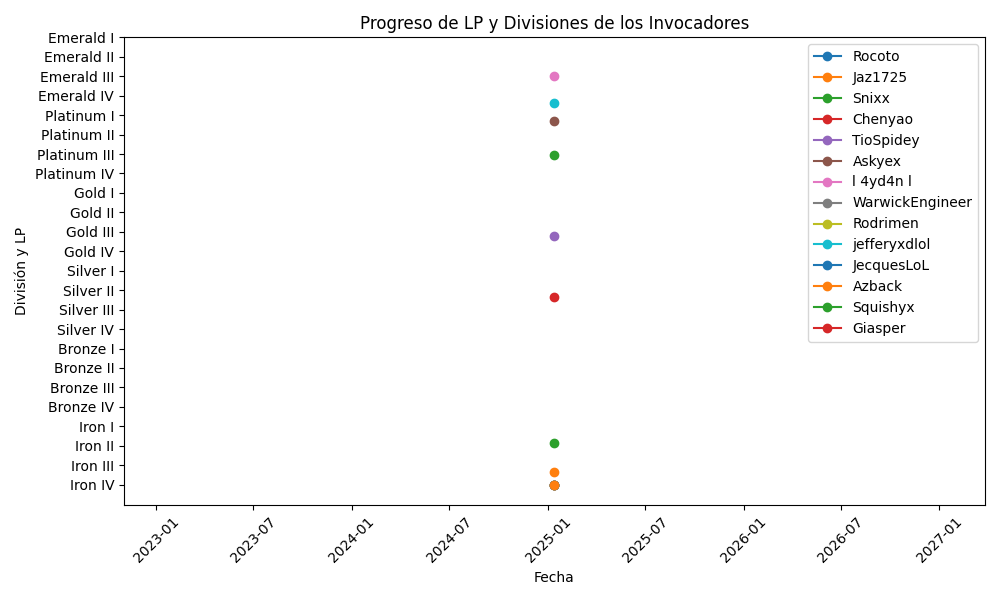 Progreso de LP y Divisiones de los Invocadores
División y LP
Emerald I
Emerald II
Emerald III
Emerald IV
Platinum I
Platinum II
Platinum III
Platinum IV
Gold I
Gold II
Gold III
Gold IV
Silver I
Silver II
Silver III
Silver IV
Bronze I
Bronze II
Bronze III
Bronze IV
Iron I
Iron II
Iron III
Iron IV
Rocoto
Jaz1725
Snixx
Chenyao
TioSpidey
Askyex
l 4yd4n l
WarwickEngineer
Rodrimen
jefferyxdlol
JecquesLoL
Azback
Squishyx
Giasper
2023-01
2023-07
2024-01
2024-07
2025-01
2025-07
2026-01
2026-07
2027-01
Fecha